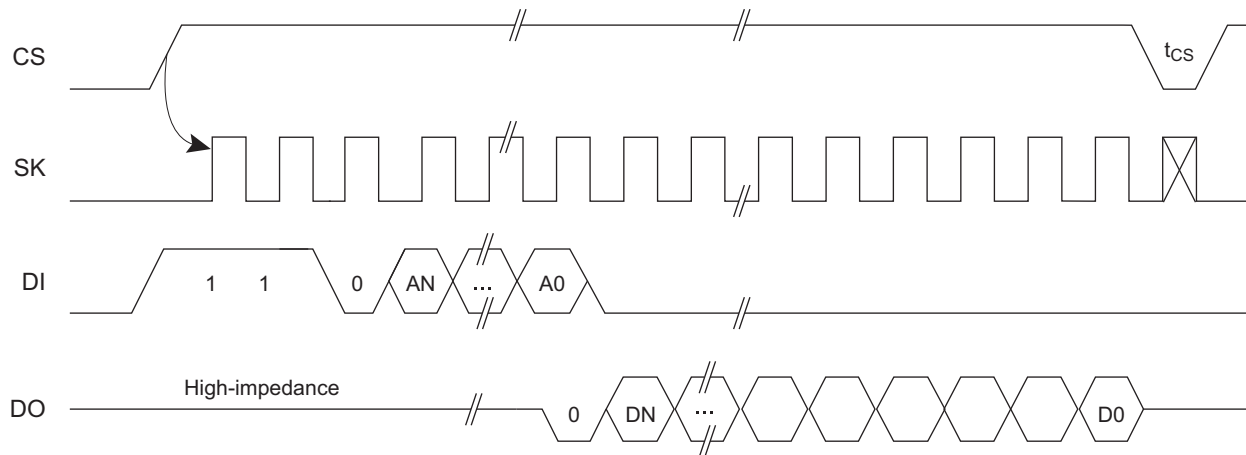 CS
tCS
SK
DI
1 1 0 AN ... A0
High-impedance
DO
0 DN ... D0